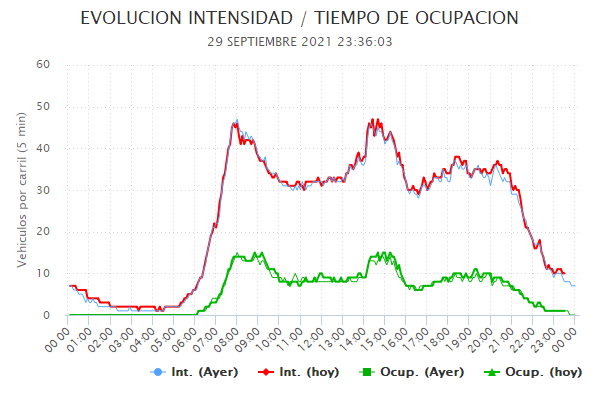 EVOLUCION INTENSIDAD / TIEMPO DE OCUPACION
29 SEPTIEMBRE 2021 23:36:03
Vehiculos por carril (5 min)
60
50
40
30
20
10
0
00:00 01:00 02:00 03:00 04:00 05:00 06:00 07:00 08:00 09:00 10:00 11:00 12:00 13:00 14:00 15:00 16:00 17:00 18:00 19:00 20:00 21:00 22:00 23:00 00:00
Int. (Ayer) Int. (hoy) Ocup. (Ayer) Ocup. (hoy)